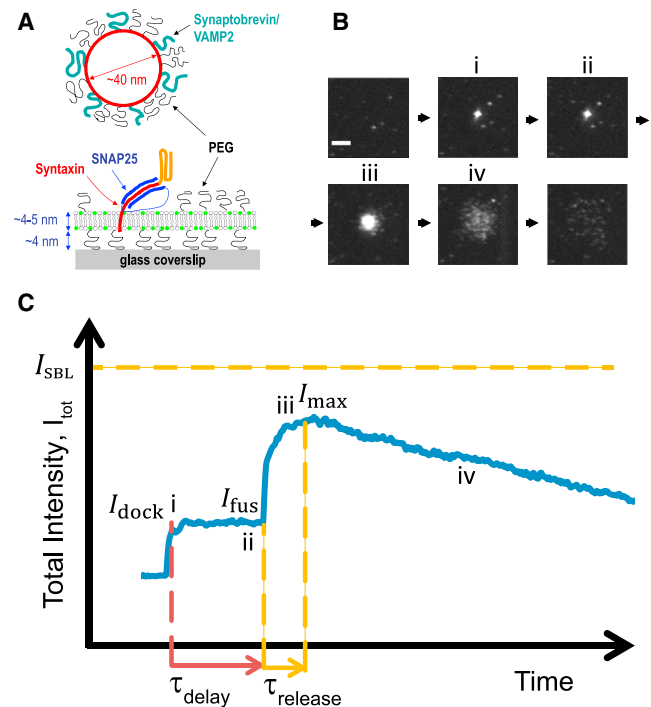 A
Synaptobrevin/
VAMP2
~40 nm
PEG
SNAP25
Syntaxin
~4-5 nm
~4 nm
glass coverslip
B
i
ii
iii
iv
C
I_SBL
Total Intensity, I_tot
I_dock
i
I_fus
ii
iii
I_max
iv
τ_delay
τ_release
Time